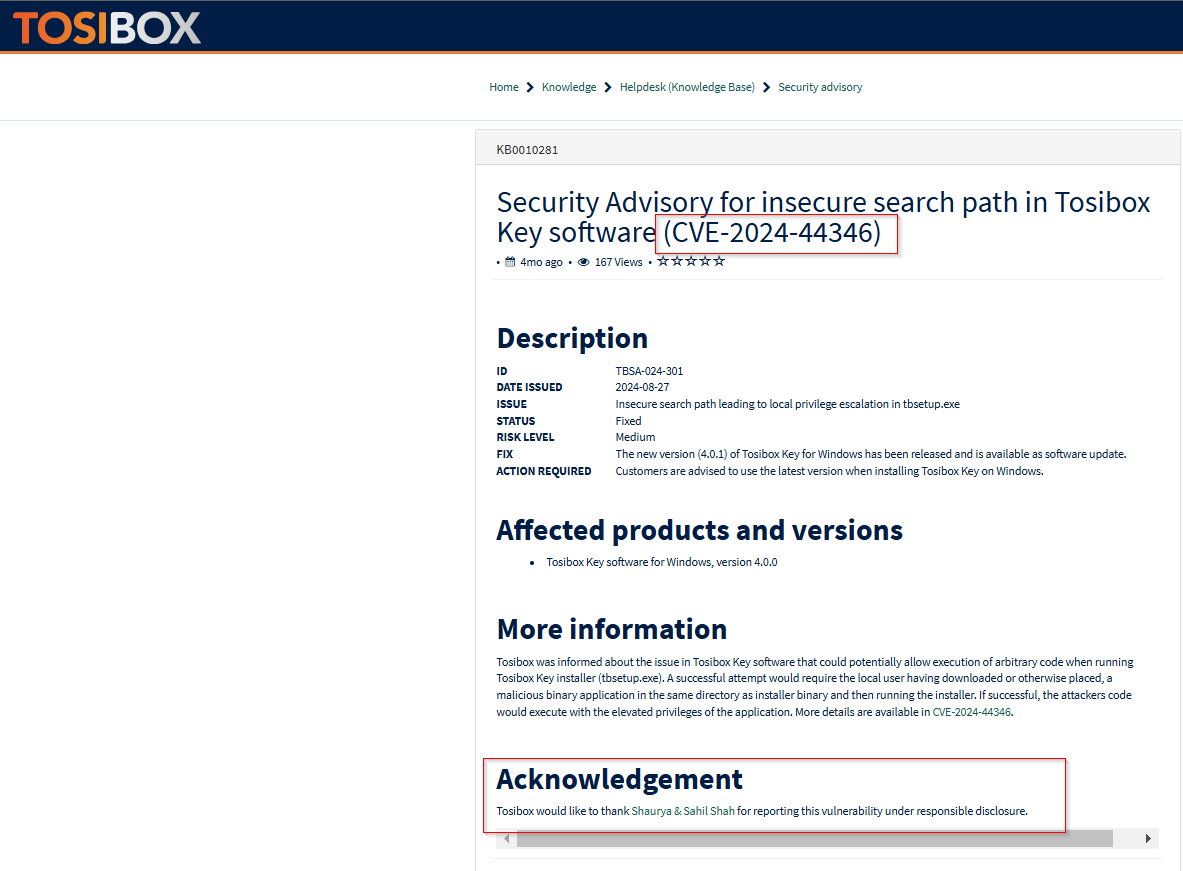 TOSIBOX
Home > Knowledge > Helpdesk (Knowledge Base) > Security advisory
KB0010281
Security Advisory for insecure search path in Tosibox
Key software (CVE-2024-44346)
• 4mo ago • 167 Views • ☆☆☆☆☆
Description
ID TBSA-024-301
DATE ISSUED 2024-08-27
ISSUE Insecure search path leading to local privilege escalation in tbsetup.exe
STATUS Fixed
RISK LEVEL Medium
FIX The new version (4.0.1) of Tosibox Key for Windows has been released and is available as software update.
ACTION REQUIRED Customers are advised to use the latest version when installing Tosibox Key on Windows.
Affected products and versions
• Tosibox Key software for Windows, version 4.0.0
More information
Tosibox was informed about the issue in Tosibox Key software that could potentially allow execution of arbitrary code when running
Tosibox Key installer (tbsetup.exe). A successful attempt would require the local user having downloaded or otherwise placed, a
malicious binary application in the same directory as installer binary and then running the installer. If successful, the attackers code
would execute with the elevated privileges of the application. More details are available in CVE-2024-44346.
Acknowledgement
Tosibox would like to thank Shaurya & Sahil Shah for reporting this vulnerability under responsible disclosure.